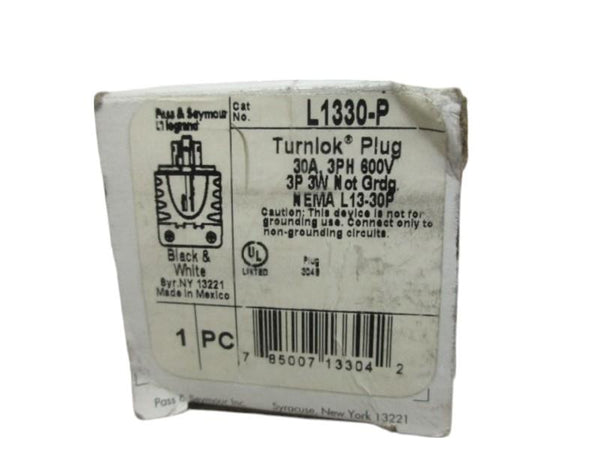 Pass & Seymour
legrand
Cat
No.
L1330-P
Turnlok® Plug
30A, 3PH 600V
3P 3W Not Grdg.
NEMA L13-30P
Caution: This device is not for
grounding use. Connect only to
non-grounding circuits.
Black &
White
Syr.NY 13221
Made in Mexico
UL
LISTED
Plug
1 PC
7 85007 13304 2
Pass & Seymour Inc. Syracuse, New York 13221